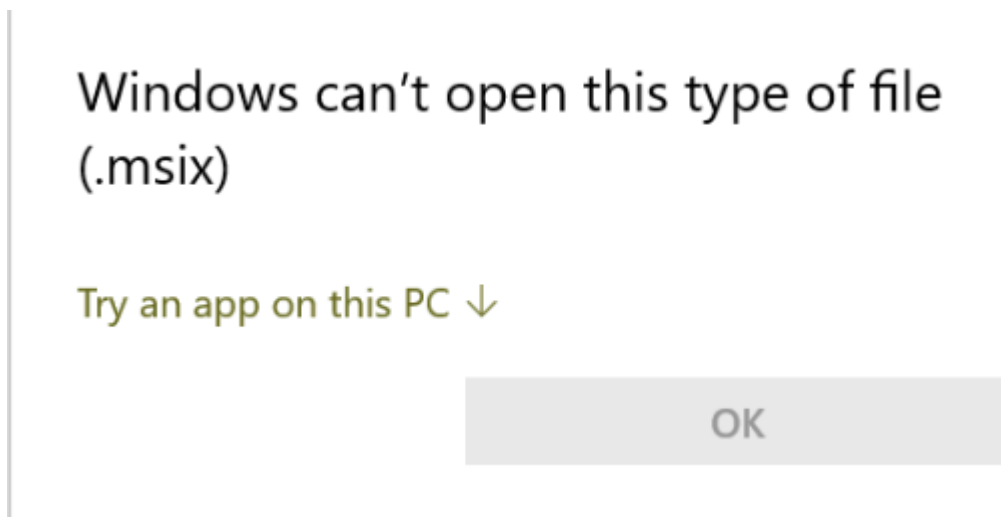 Windows can’t open this type of file
(.msix)
Try an app on this PC ↓
OK